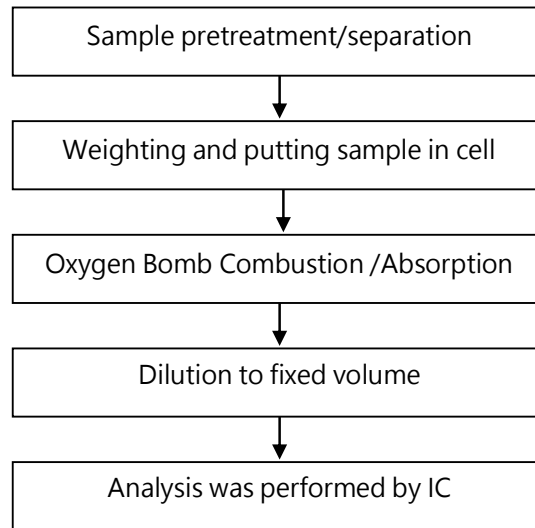 Sample pretreatment/separation
Weighting and putting sample in cell
Oxygen Bomb Combustion /Absorption
Dilution to fixed volume
Analysis was performed by IC